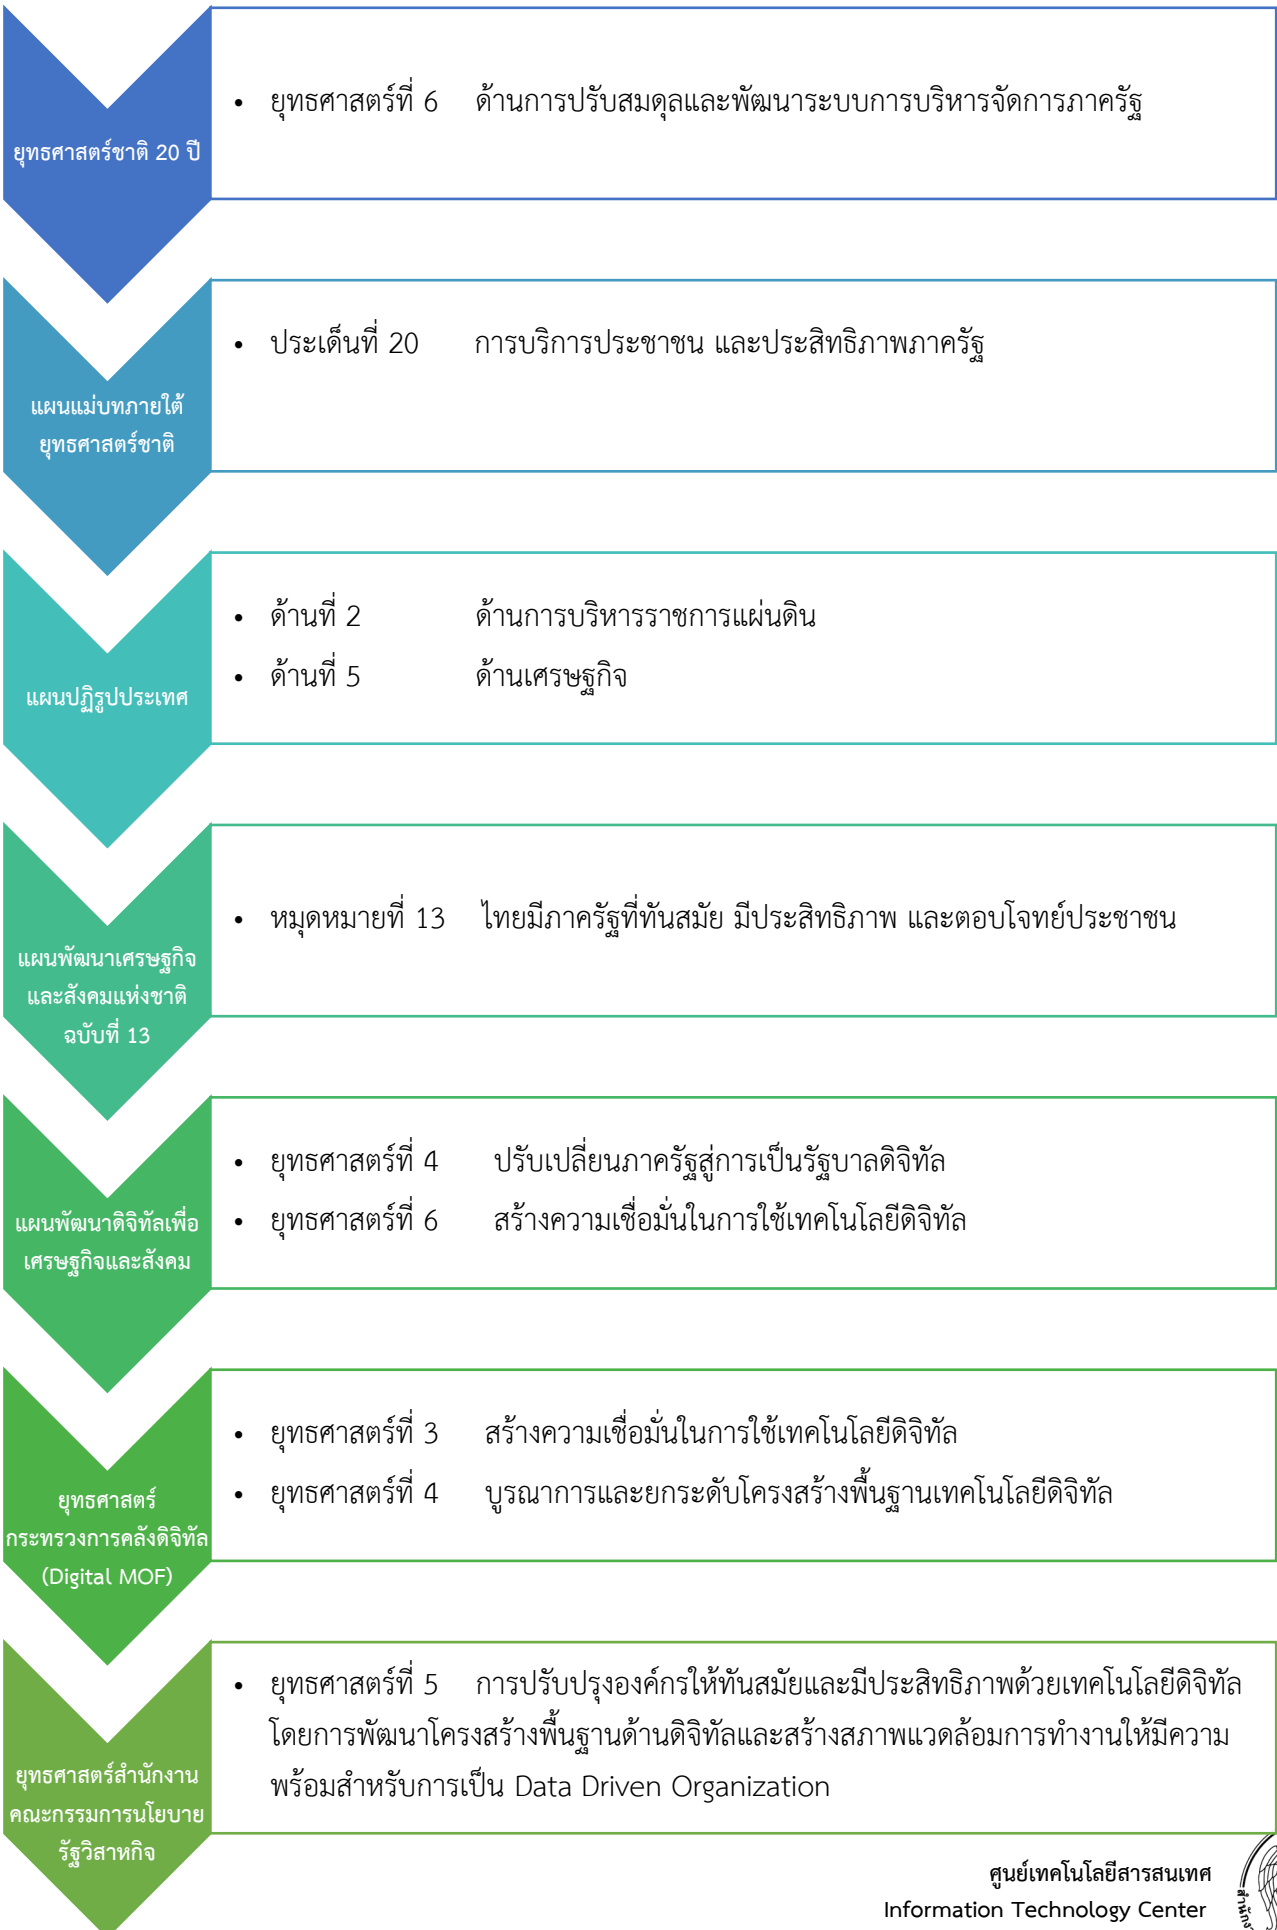 ยุทธศาสตร์ชาติ 20 ปี
• ยุทธศาสตร์ที่ 6 ด้านการปรับสมดุลและพัฒนาระบบการบริหารจัดการภาครัฐ
แผนแม่บทภายใต้
ยุทธศาสตร์ชาติ
• ประเด็นที่ 20 การบริการประชาชน และประสิทธิภาพภาครัฐ
แผนปฏิรูปประเทศ
• ด้านที่ 2 ด้านการบริหารราชการแผ่นดิน
• ด้านที่ 5 ด้านเศรษฐกิจ
แผนพัฒนาเศรษฐกิจ
และสังคมแห่งชาติ
ฉบับที่ 13
• หมุดหมายที่ 13 ไทยมีภาครัฐที่ทันสมัย มีประสิทธิภาพ และตอบโจทย์ประชาชน
แผนพัฒนาดิจิทัลเพื่อ
เศรษฐกิจและสังคม
• ยุทธศาสตร์ที่ 4 ปรับเปลี่ยนภาครัฐสู่การเป็นรัฐบาลดิจิทัล
• ยุทธศาสตร์ที่ 6 สร้างความเชื่อมั่นในการใช้เทคโนโลยีดิจิทัล
ยุทธศาสตร์
กระทรวงการคลังดิจิทัล
(Digital MOF)
• ยุทธศาสตร์ที่ 3 สร้างความเชื่อมั่นในการใช้เทคโนโลยีดิจิทัล
• ยุทธศาสตร์ที่ 4 บูรณาการและยกระดับโครงสร้างพื้นฐานเทคโนโลยีดิจิทัล
ยุทธศาสตร์สำนักงาน
คณะกรรมการนโยบาย
รัฐวิสาหกิจ
• ยุทธศาสตร์ที่ 5 การปรับปรุงองค์กรให้ทันสมัยและมีประสิทธิภาพด้วยเทคโนโลยีดิจิทัล
โดยการพัฒนาโครงสร้างพื้นฐานด้านดิจิทัลและสร้างสภาพแวดล้อมการทำงานให้มีความ
พร้อมสำหรับการเป็น Data Driven Organization
ศูนย์เทคโนโลยีสารสนเทศ
Information Technology Center